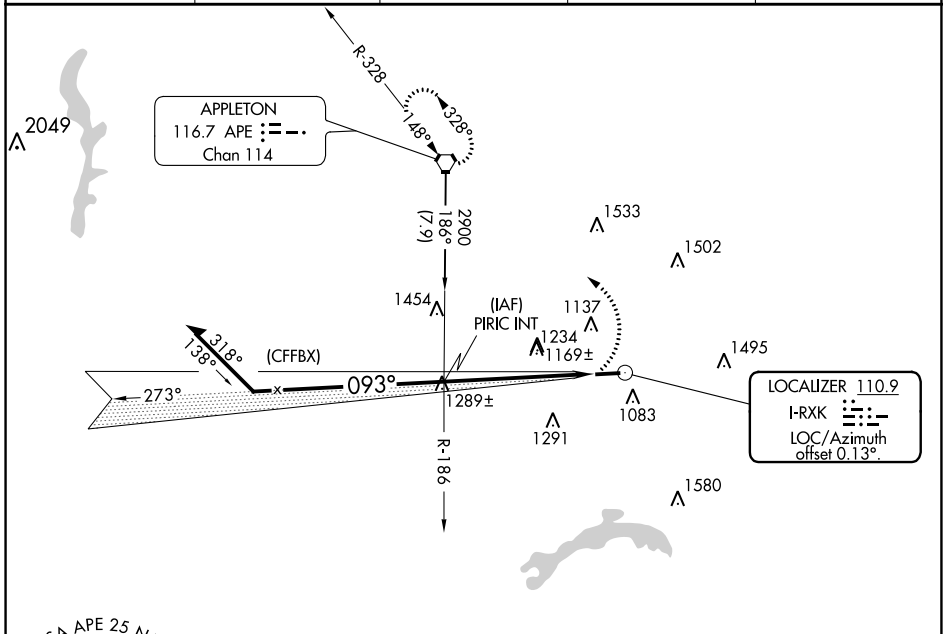 R-328
APPLETON
116.7 APE
Chan 114
2049
148°
328°
2900
186°
(7.9)
1533
1502
1454
(IAF)
PIRIC INT
1137
1234
1169±
1495
318°
138°
(CFFBX)
x
093°
273°
1289±
1083
1291
LOCALIZER 110.9
I-RXK
LOC/Azimuth
offset 0.13°.
R-186
1580
APE 25